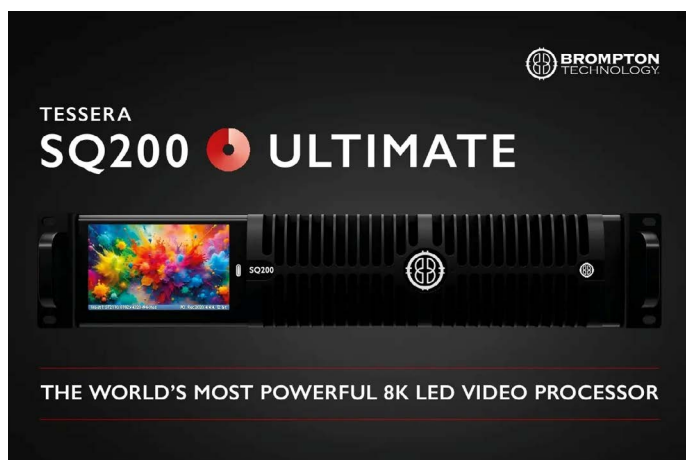 BROMPTON
TECHNOLOGY
TESSERA
SQ200 ULTIMATE
SQ200
THE WORLD'S MOST POWERFUL 8K LED VIDEO PROCESSOR